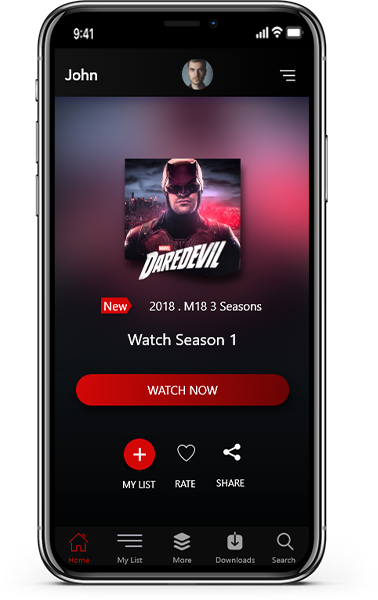 9:41
John
MARVEL
DAREDEVIL
New 2018 . M18 3 Seasons
Watch Season 1
WATCH NOW
MY LIST RATE SHARE
Home My List More Downloads Search